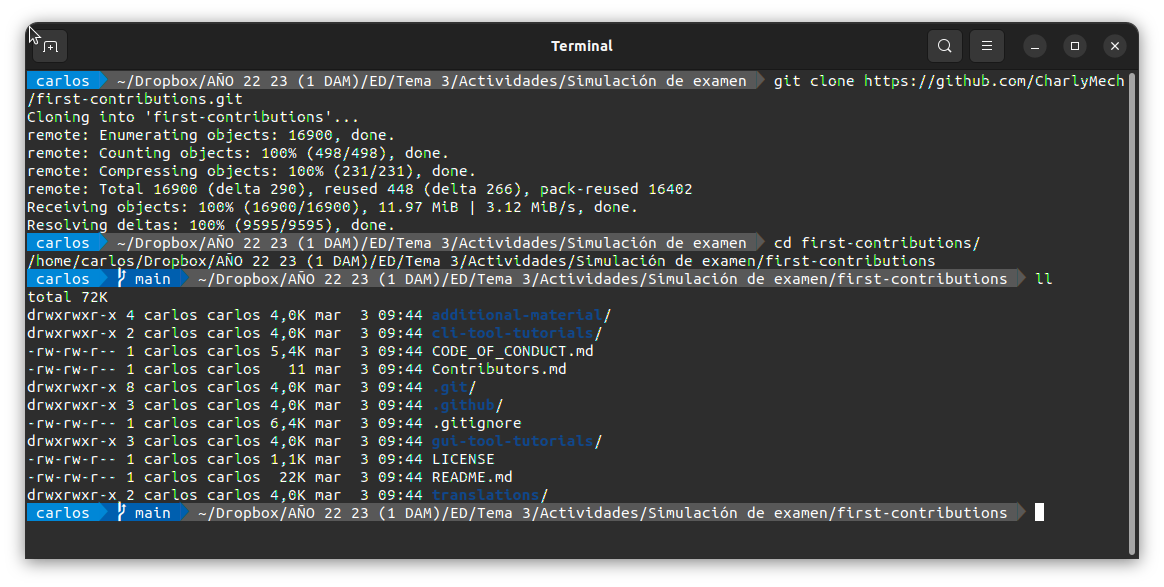 Terminal
carlos ~/Dropbox/AÑO 22 23 (1 DAM)/ED/Tema 3/Actividades/Simulación de examen git clone https://github.com/CharlyMech
/first-contributions.git
Cloning into 'first-contributions'...
remote: Enumerating objects: 16900, done.
remote: Counting objects: 100% (498/498), done.
remote: Compressing objects: 100% (231/231), done.
remote: Total 16900 (delta 290), reused 448 (delta 266), pack-reused 16402
Receiving objects: 100% (16900/16900), 11.97 MiB | 3.12 MiB/s, done.
Resolving deltas: 100% (9595/9595), done.
carlos ~/Dropbox/AÑO 22 23 (1 DAM)/ED/Tema 3/Actividades/Simulación de examen cd first-contributions/
/home/carlos/Dropbox/AÑO 22 23 (1 DAM)/ED/Tema 3/Actividades/Simulación de examen/first-contributions
carlos main ~/Dropbox/AÑO 22 23 (1 DAM)/ED/Tema 3/Actividades/Simulación de examen/first-contributions ll
total 72K
drwxrwxr-x 4 carlos carlos 4,0K mar  3 09:44 additional-material/
drwxrwxr-x 2 carlos carlos 4,0K mar  3 09:44 cli-tool-tutorials/
-rw-rw-r-- 1 carlos carlos 5,4K mar  3 09:44 CODE_OF_CONDUCT.md
-rw-rw-r-- 1 carlos carlos   11 mar  3 09:44 Contributors.md
drwxrwxr-x 8 carlos carlos 4,0K mar  3 09:44 .git/
drwxrwxr-x 3 carlos carlos 4,0K mar  3 09:44 .github/
-rw-rw-r-- 1 carlos carlos 6,4K mar  3 09:44 .gitignore
drwxrwxr-x 3 carlos carlos 4,0K mar  3 09:44 gui-tool-tutorials/
-rw-rw-r-- 1 carlos carlos 1,1K mar  3 09:44 LICENSE
-rw-rw-r-- 1 carlos carlos  22K mar  3 09:44 README.md
drwxrwxr-x 2 carlos carlos 4,0K mar  3 09:44 translations/
carlos main ~/Dropbox/AÑO 22 23 (1 DAM)/ED/Tema 3/Actividades/Simulación de examen/first-contributions